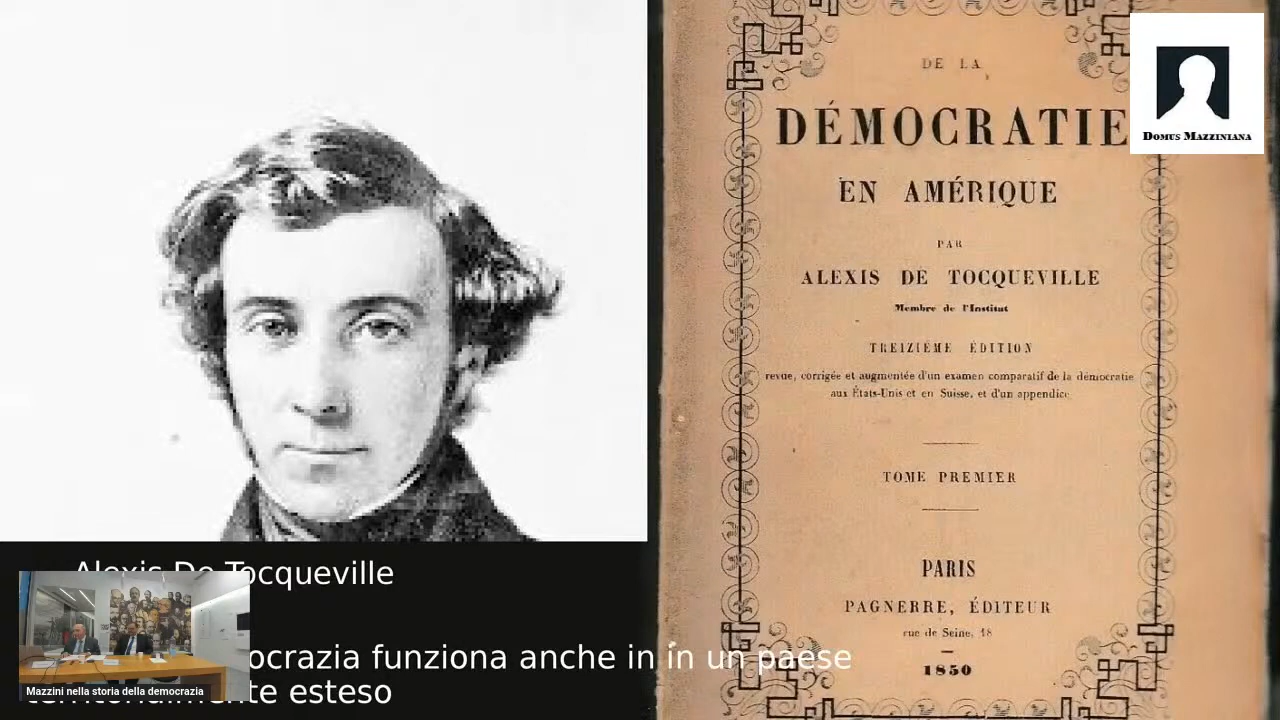 DE LA
DÉMOCRATIE
EN AMÉRIQUE
PAR
ALEXIS DE TOCQUEVILLE
Membre de l'Institut
TREIZIÈME ÉDITION
revue, corrigée et augmentée d'un examen comparatif de la démocratie
aux États-Unis et en Suisse, et d'un appendice
TOME PREMIER
PARIS
PAGNERRE, ÉDITEUR
rue de Seine, 18
1850
DOMUS MAZZINIANA
Alexis De Tocqueville
ocrazia funziona anche in in un paese
territorialmente esteso
Mazzini nella storia della democrazia